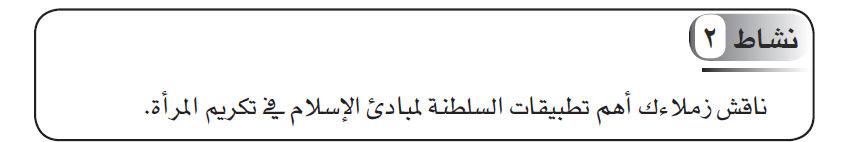 نشاط ٢
ناقش زملاءك أهم تطبيقات السلطنة لمبادئ الإسلام في تكريم المرأة.